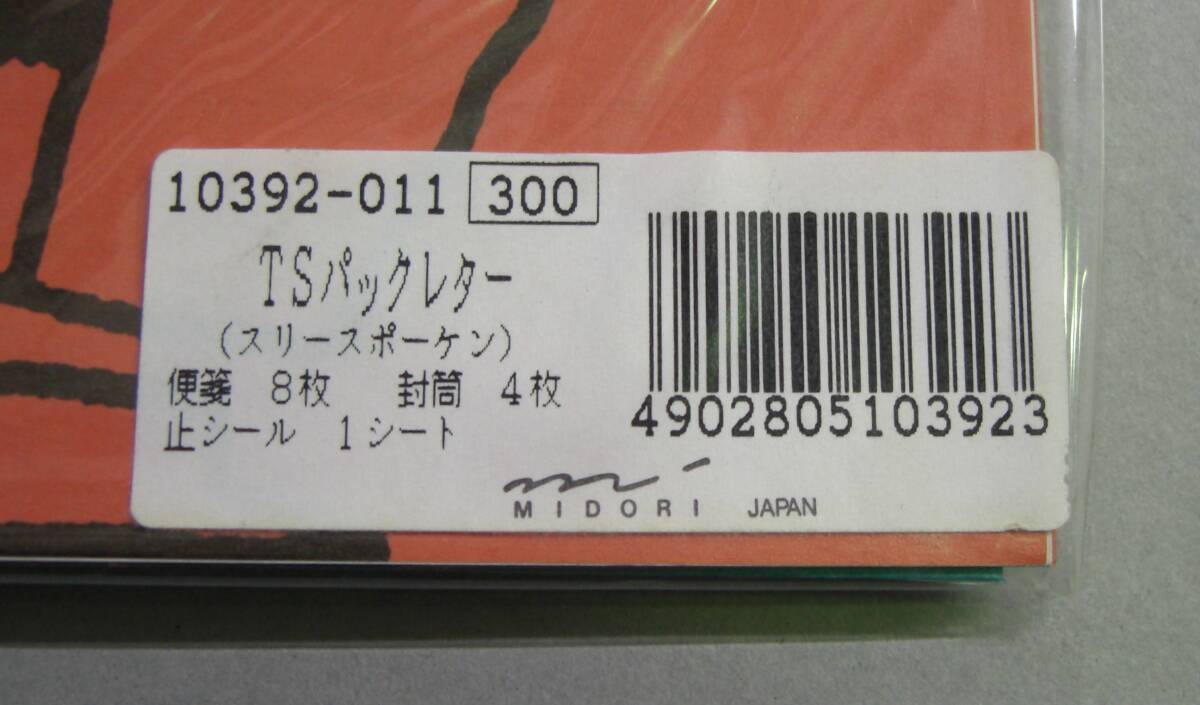 10392-011 300
TSパックレター
(スリースポーケン)
便箋 8枚 封筒 4枚
止シール 1シート
4902805103923
MIDORI JAPAN